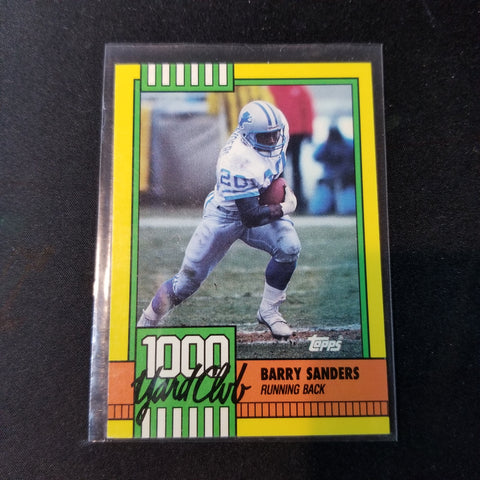 20
Topps
1000
Yard Club
BARRY SANDERS
RUNNING BACK